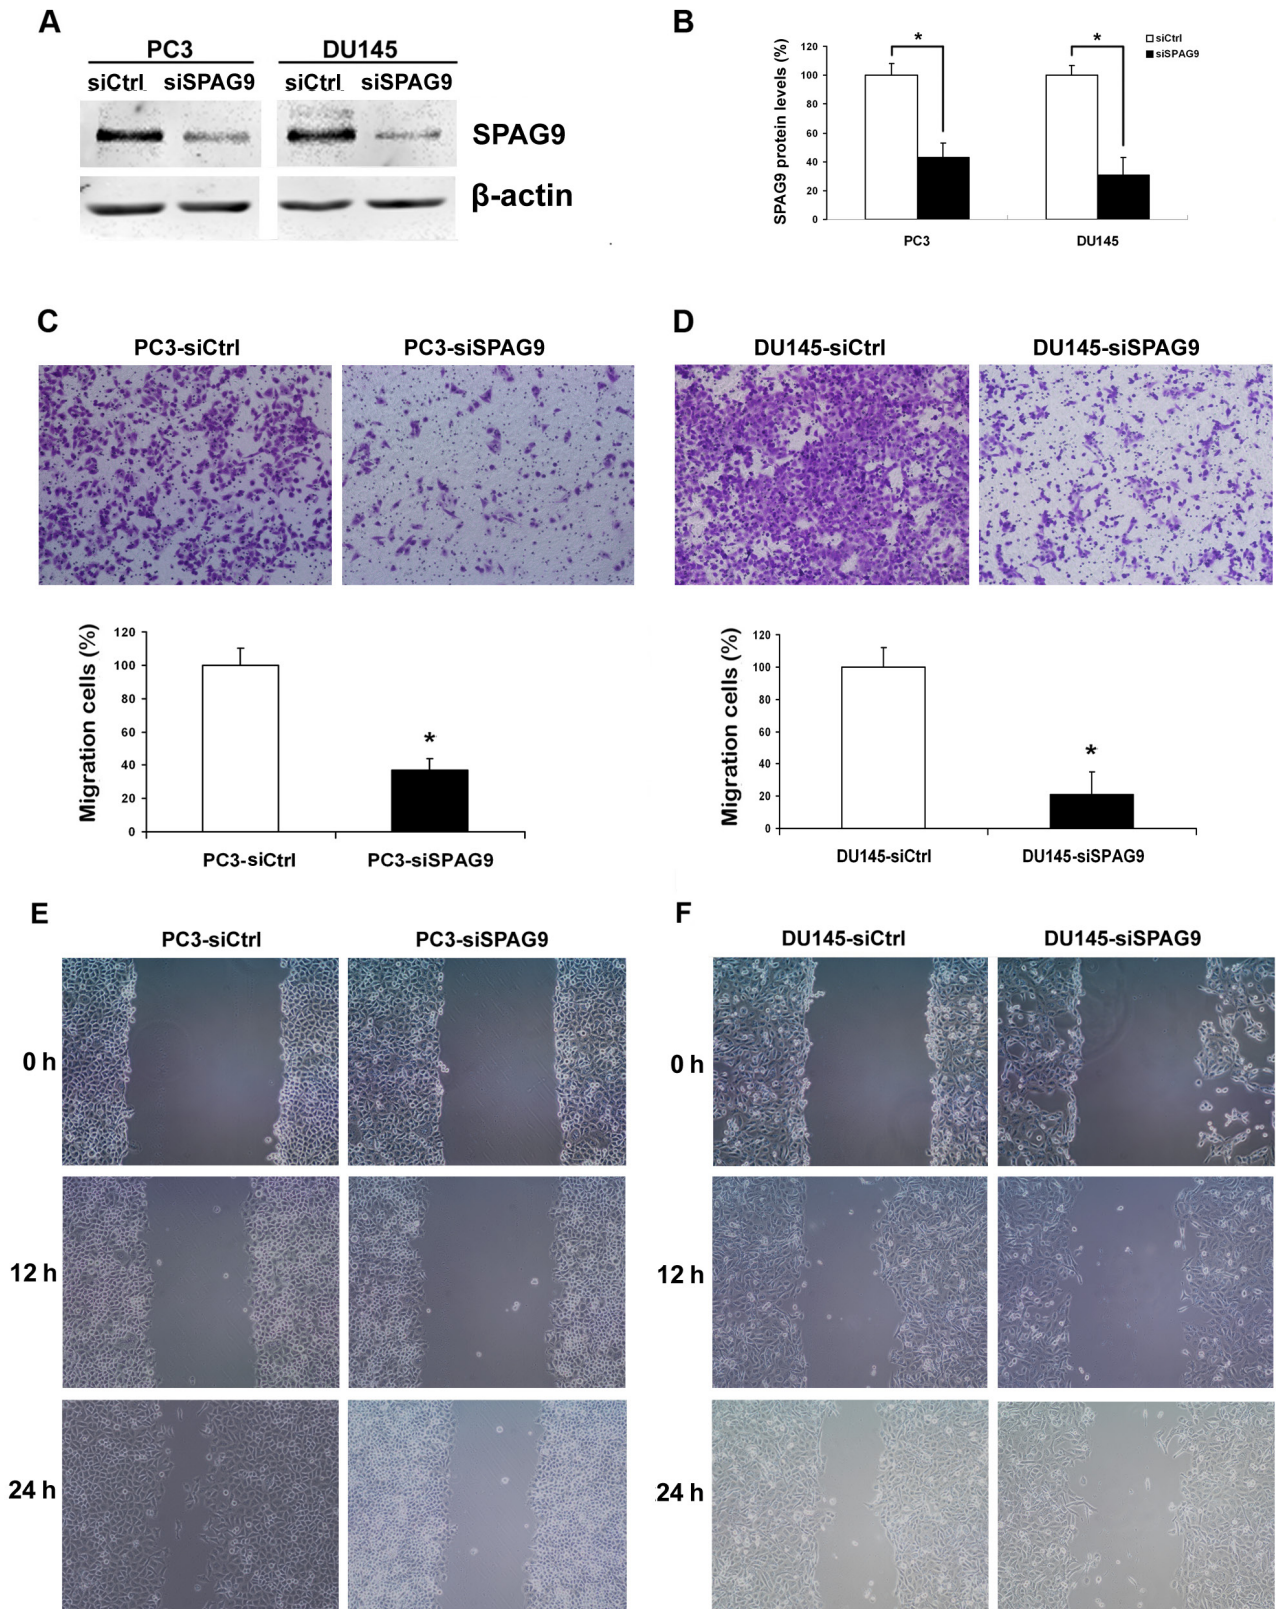 A
PC3 DU145
siCtrl siSPAG9 siCtrl siSPAG9
SPAG9
β-actin
B
siCtrl
siSPAG9
SPAG9 protein levels (%)
120
100
80
60
40
20
0
* *
PC3 DU145
C
PC3-siCtrl PC3-siSPAG9
Migration cells (%)
120
100
80
60
40
20
0
*
PC3-siCtrl PC3-siSPAG9
D
DU145-siCtrl DU145-siSPAG9
Migration cells (%)
120
100
80
60
40
20
0
*
DU145-siCtrl DU145-siSPAG9
E
PC3-siCtrl PC3-siSPAG9
0 h
12 h
24 h
F
DU145-siCtrl DU145-siSPAG9
0 h
12 h
24 h